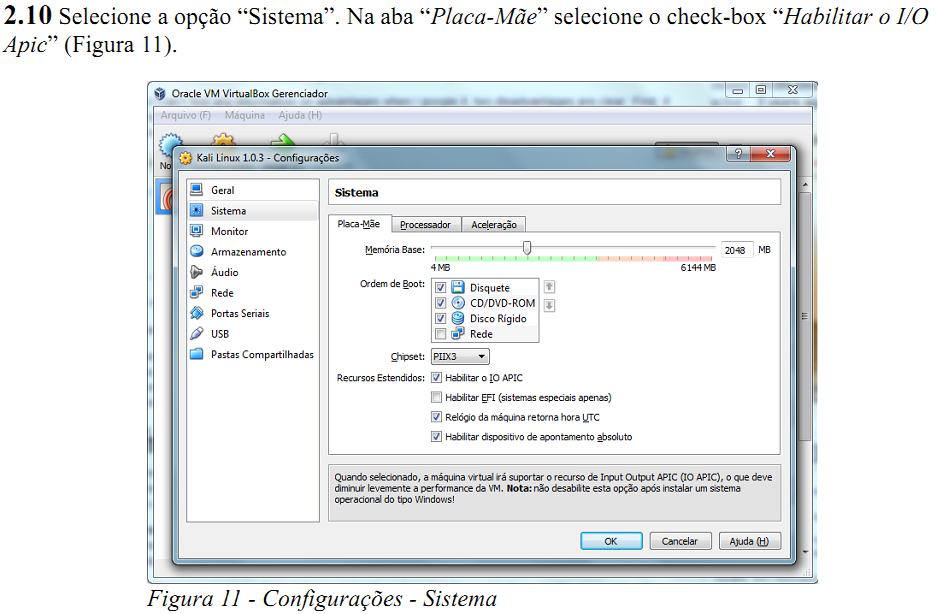 2.10 Selecione a opção “Sistema”. Na aba “Placa-Mãe” selecione o check-box “Habilitar o I/O
Apic” (Figura 11).
Oracle VM VirtualBox Gerenciador
Arquivo (F) Máquina Ajuda (H)
No
Kali Linux 1.0.3 - Configurações
Geral
Sistema
Monitor
Armazenamento
Áudio
Rede
Portas Seriais
USB
Pastas Compartilhadas
Sistema
Placa-Mãe Processador Aceleração
Memória Base: 2048 MB
4 MB 6144 MB
Ordem de Boot: Disquete
CD/DVD-ROM
Disco Rígido
Rede
Chipset: PIIX3
Recursos Estendidos: Habilitar o IO APIC
Habilitar EFI (sistemas especiais apenas)
Relógio da máquina retorna hora UTC
Habilitar dispositivo de apontamento absoluto
Quando selecionado, a máquina virtual irá suportar o recurso de Input Output APIC (IO APIC), o que deve
diminuir levemente a performance da VM. Nota: não desabilite esta opção após instalar um sistema
operacional do tipo Windows!
OK Cancelar Ajuda (H)
Figura 11 - Configurações - Sistema